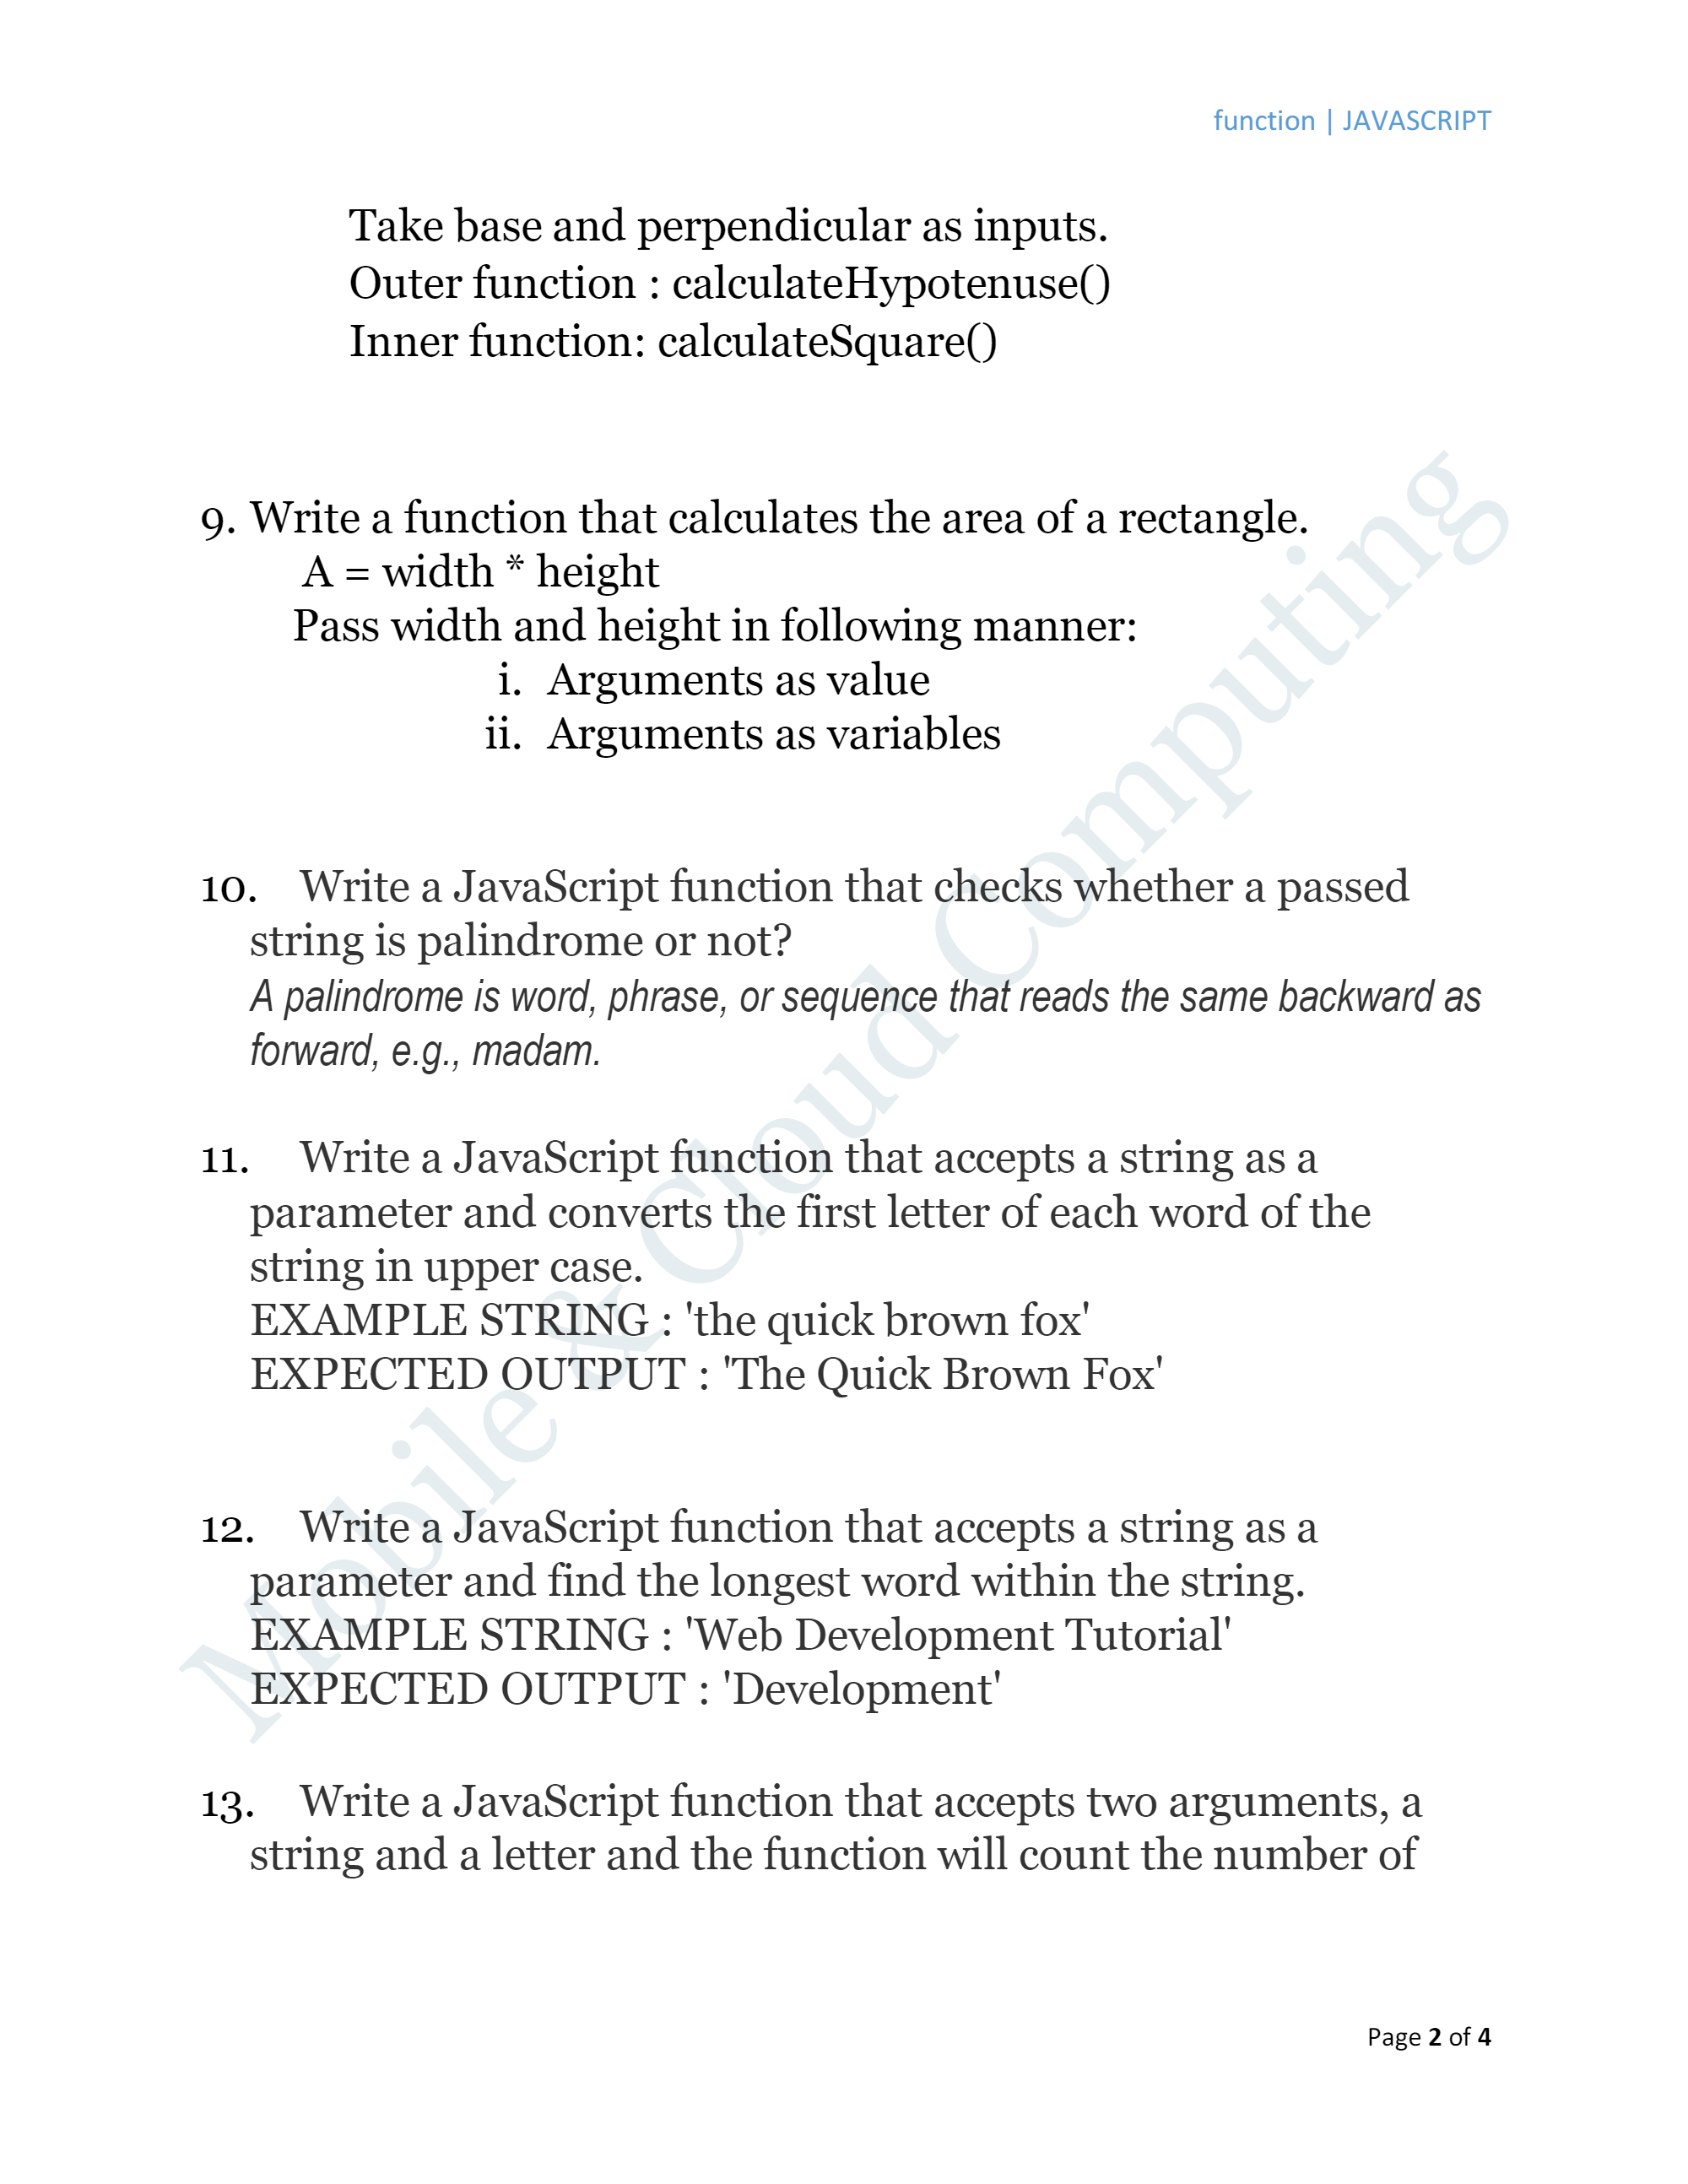 function | JAVASCRIPT
Take base and perpendicular as inputs.
Outer function : calculateHypotenuse()
Inner function: calculateSquare()
9. Write a function that calculates the area of a rectangle.
A = width * height
Pass width and height in following manner:
i. Arguments as value
ii. Arguments as variables
10. Write a JavaScript function that checks whether a passed
string is palindrome or not?
A palindrome is word, phrase, or sequence that reads the same backward as
forward, e.g., madam.
11. Write a JavaScript function that accepts a string as a
parameter and converts the first letter of each word of the
string in upper case.
EXAMPLE STRING : 'the quick brown fox'
EXPECTED OUTPUT : 'The Quick Brown Fox'
12. Write a JavaScript function that accepts a string as a
parameter and find the longest word within the string.
EXAMPLE STRING : 'Web Development Tutorial'
EXPECTED OUTPUT : 'Development'
13. Write a JavaScript function that accepts two arguments, a
string and a letter and the function will count the number of
Mobile & Cloud Computing
Page 2 of 4